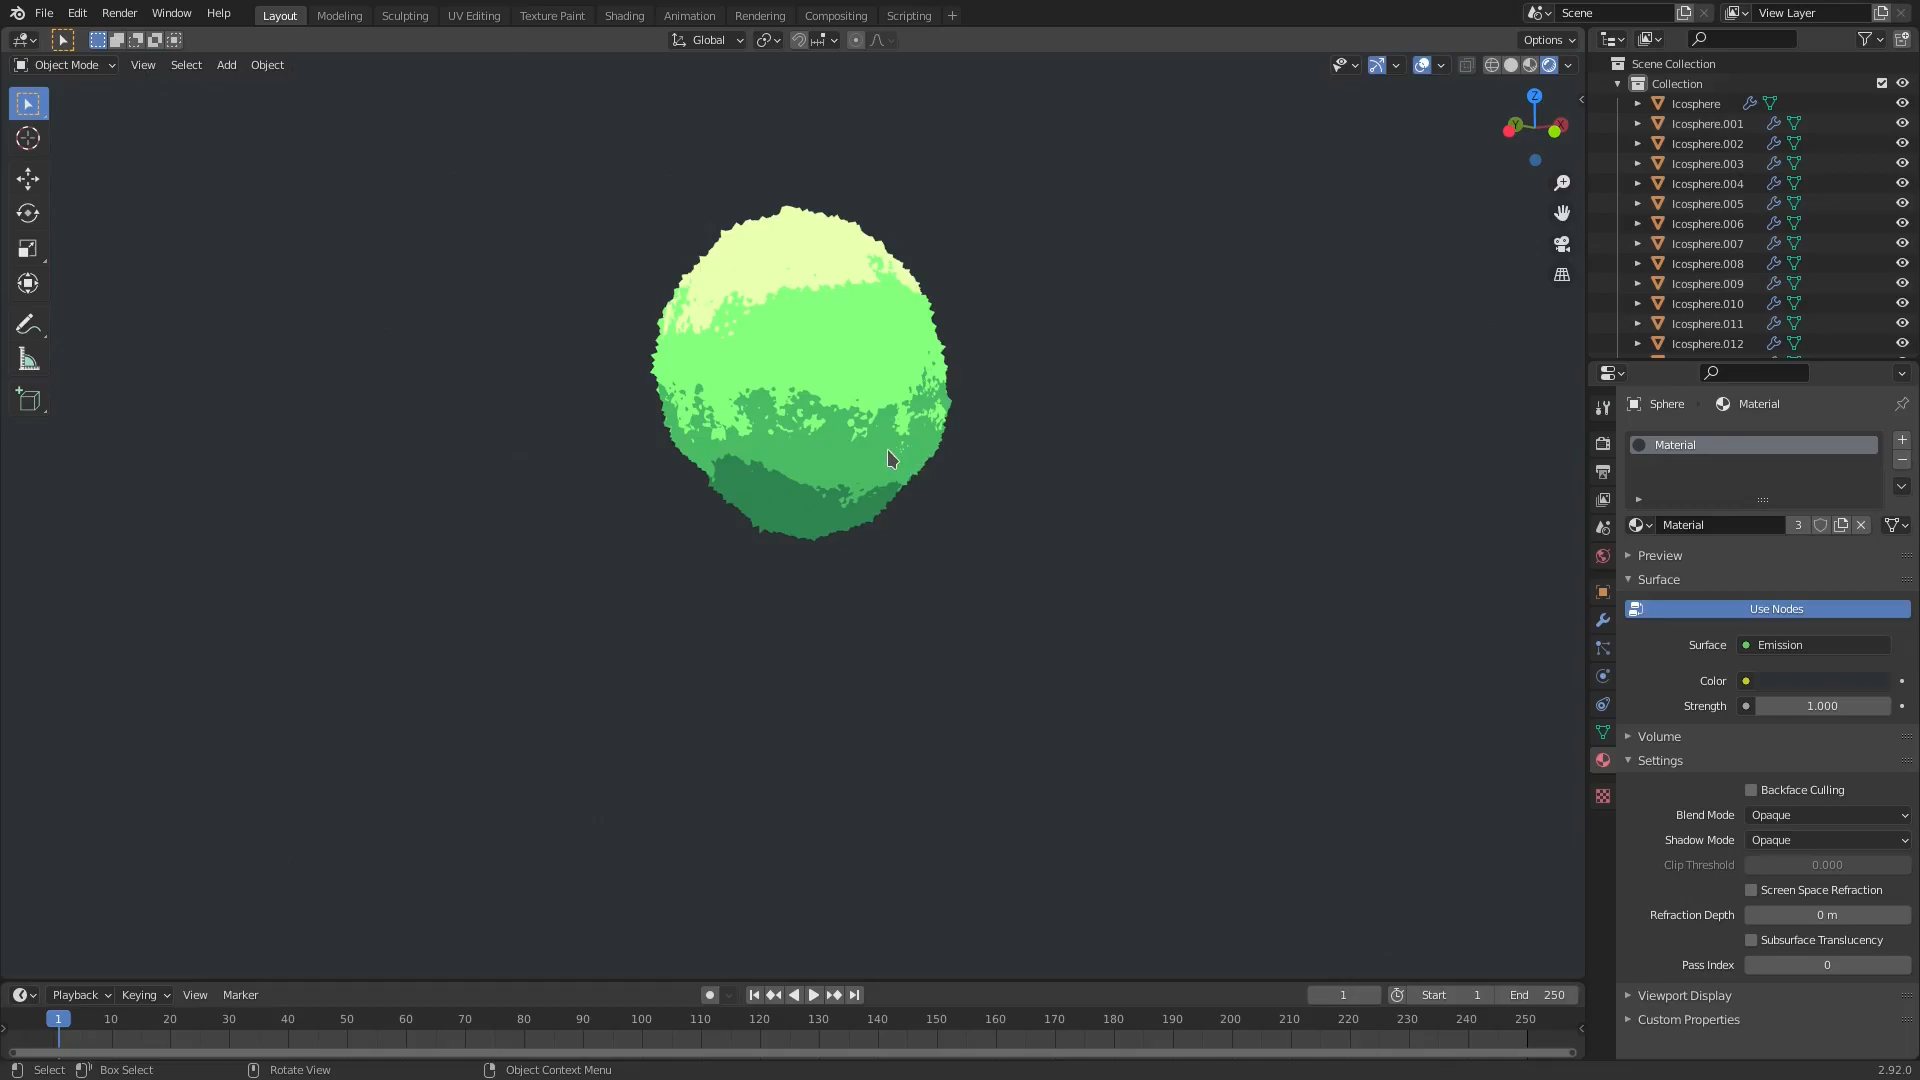 File Edit Render Window Help Layout Modeling Sculpting UV Editing Texture Paint Shading Animation Rendering Compositing Scripting Scene View Layer
Global Options
Object Mode View Select Add Object
Z
Y X
Scene Collection
Collection
Icosphere
Icosphere.001
Icosphere.002
Icosphere.003
Icosphere.004
Icosphere.005
Icosphere.006
Icosphere.007
Icosphere.008
Icosphere.009
Icosphere.010
Icosphere.011
Icosphere.012
Sphere Material
Material
Material 3
Preview
Surface
Use Nodes
Surface Emission
Color
Strength 1.000
Volume
Settings
Backface Culling
Blend Mode Opaque
Shadow Mode Opaque
Clip Threshold 0.000
Screen Space Refraction
Refraction Depth 0 m
Subsurface Translucency
Pass Index 0
Viewport Display
Custom Properties
Playback Keying View Marker 1 Start 1 End 250
1 10 20 30 40 50 60 70 80 90 100 110 120 130 140 150 160 170 180 190 200 210 220 230 240 250
Select Box Select Rotate View Object Context Menu 2.92.0